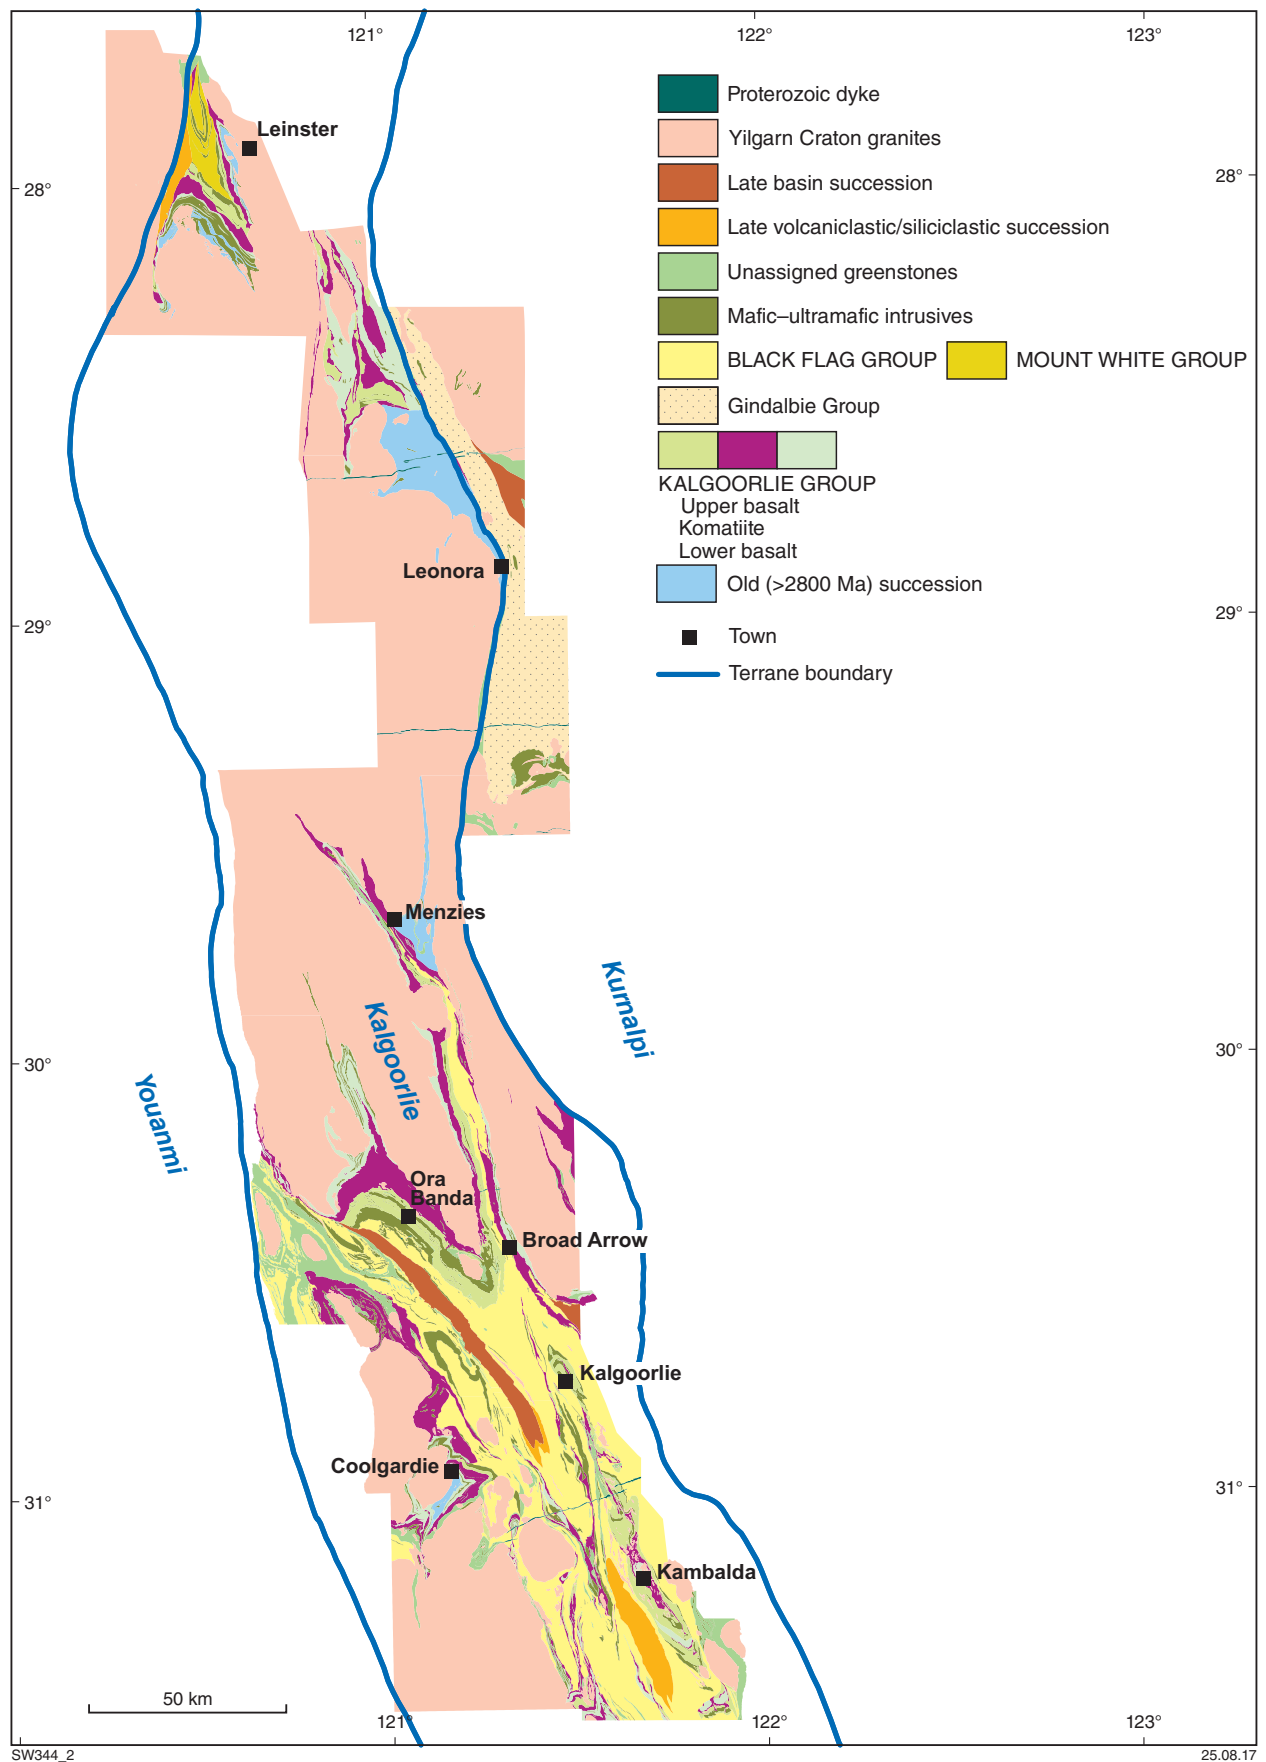 121°
122°
123°
Proterozoic dyke
Leinster
Yilgarn Craton granites
28°
28°
Late basin succession
Late volcaniclastic/siliciclastic succession
Unassigned greenstones
Mafic–ultramafic intrusives
BLACK FLAG GROUP
MOUNT WHITE GROUP
Gindalbie Group
KALGOORLIE GROUP
Upper basalt
Komatiite
Lower basalt
Leonora
Old (>2800 Ma) succession
29°
29°
Town
Terrane boundary
Menzies
Kurnalpi
Kalgoorlie
30°
30°
Youanmi
Ora
Banda
Broad Arrow
Kalgoorlie
Coolgardie
31°
31°
Kambalda
50 km
121°
122°
123°
SW344_2
25.08.17